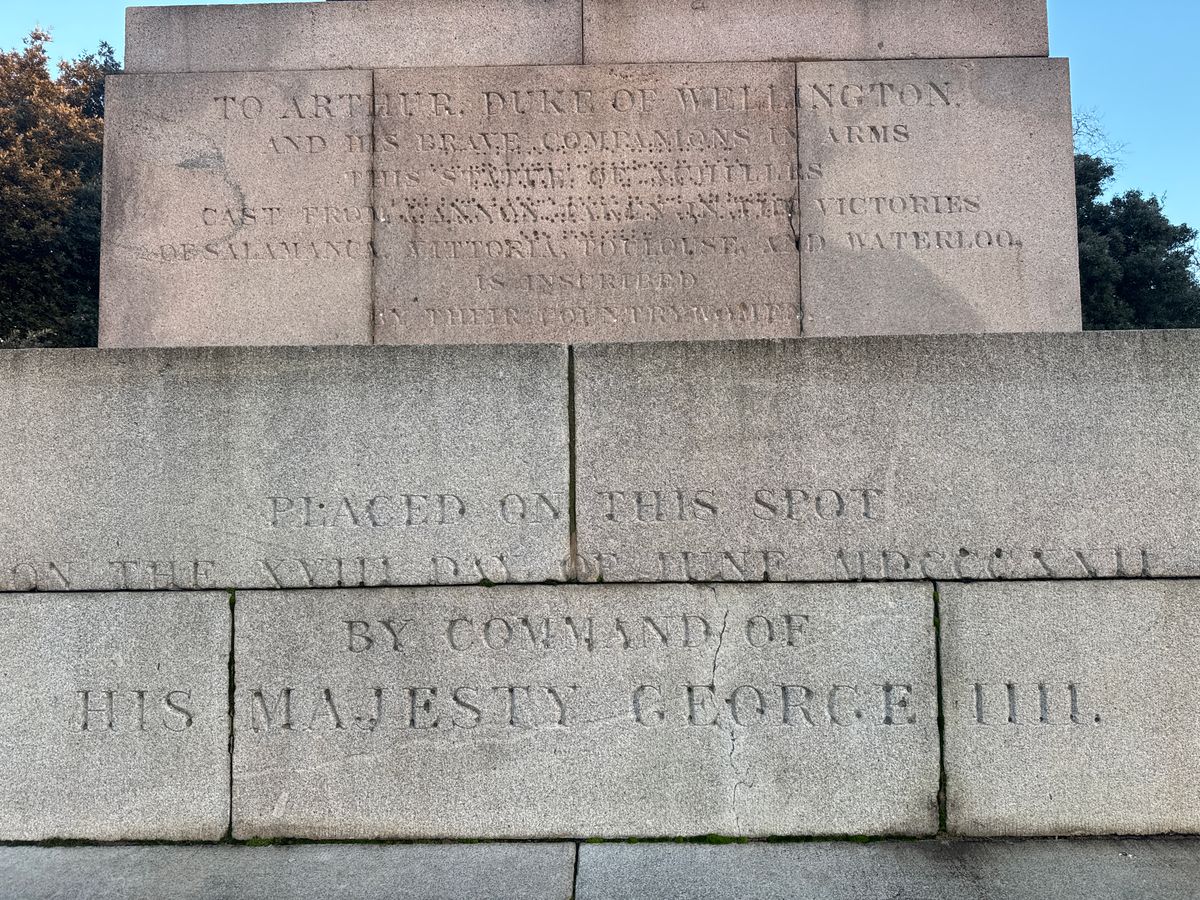 TO ARTHUR, DUKE OF WELLINGTON,
AND HIS BRAVE COMPANIONS IN ARMS
THIS STATUE OF ACHILLES
CAST FROM CANNON TAKEN IN THE VICTORIES
OF SALAMANCA, VITTORIA, TOULOUSE, AND WATERLOO,
IS INSCRIBED
BY THEIR COUNTRYWOMEN.
PLACED ON THIS SPOT
ON THE XVIII DAY OF JUNE MDCCCXXII
BY COMMAND OF
HIS MAJESTY GEORGE IIII.